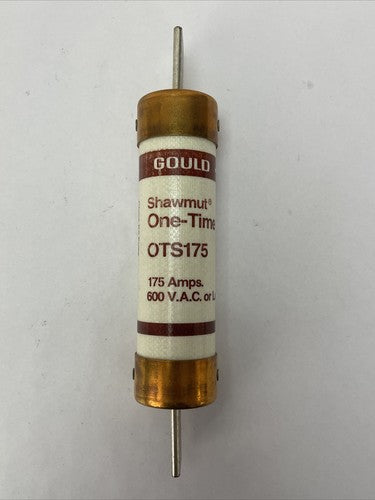 GOULD
Shawmut®
One-Time
OTS175
175 Amps.
600 V.A.C. or